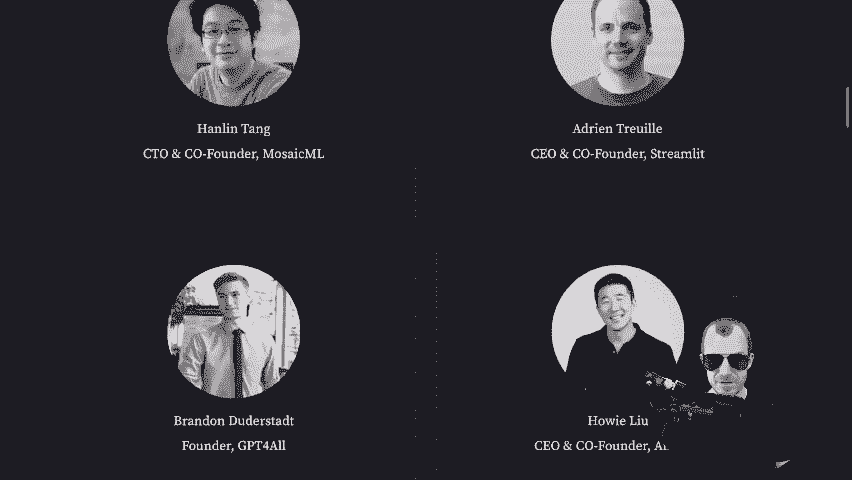 Hanlin Tang
Adrien Treuille
CTO & CO-Founder, MosaicML
CEO & CO-Founder, Streamlit
Brandon Duderstadt
Howie Liu
Founder, GPT4All
CEO & CO-Founder,